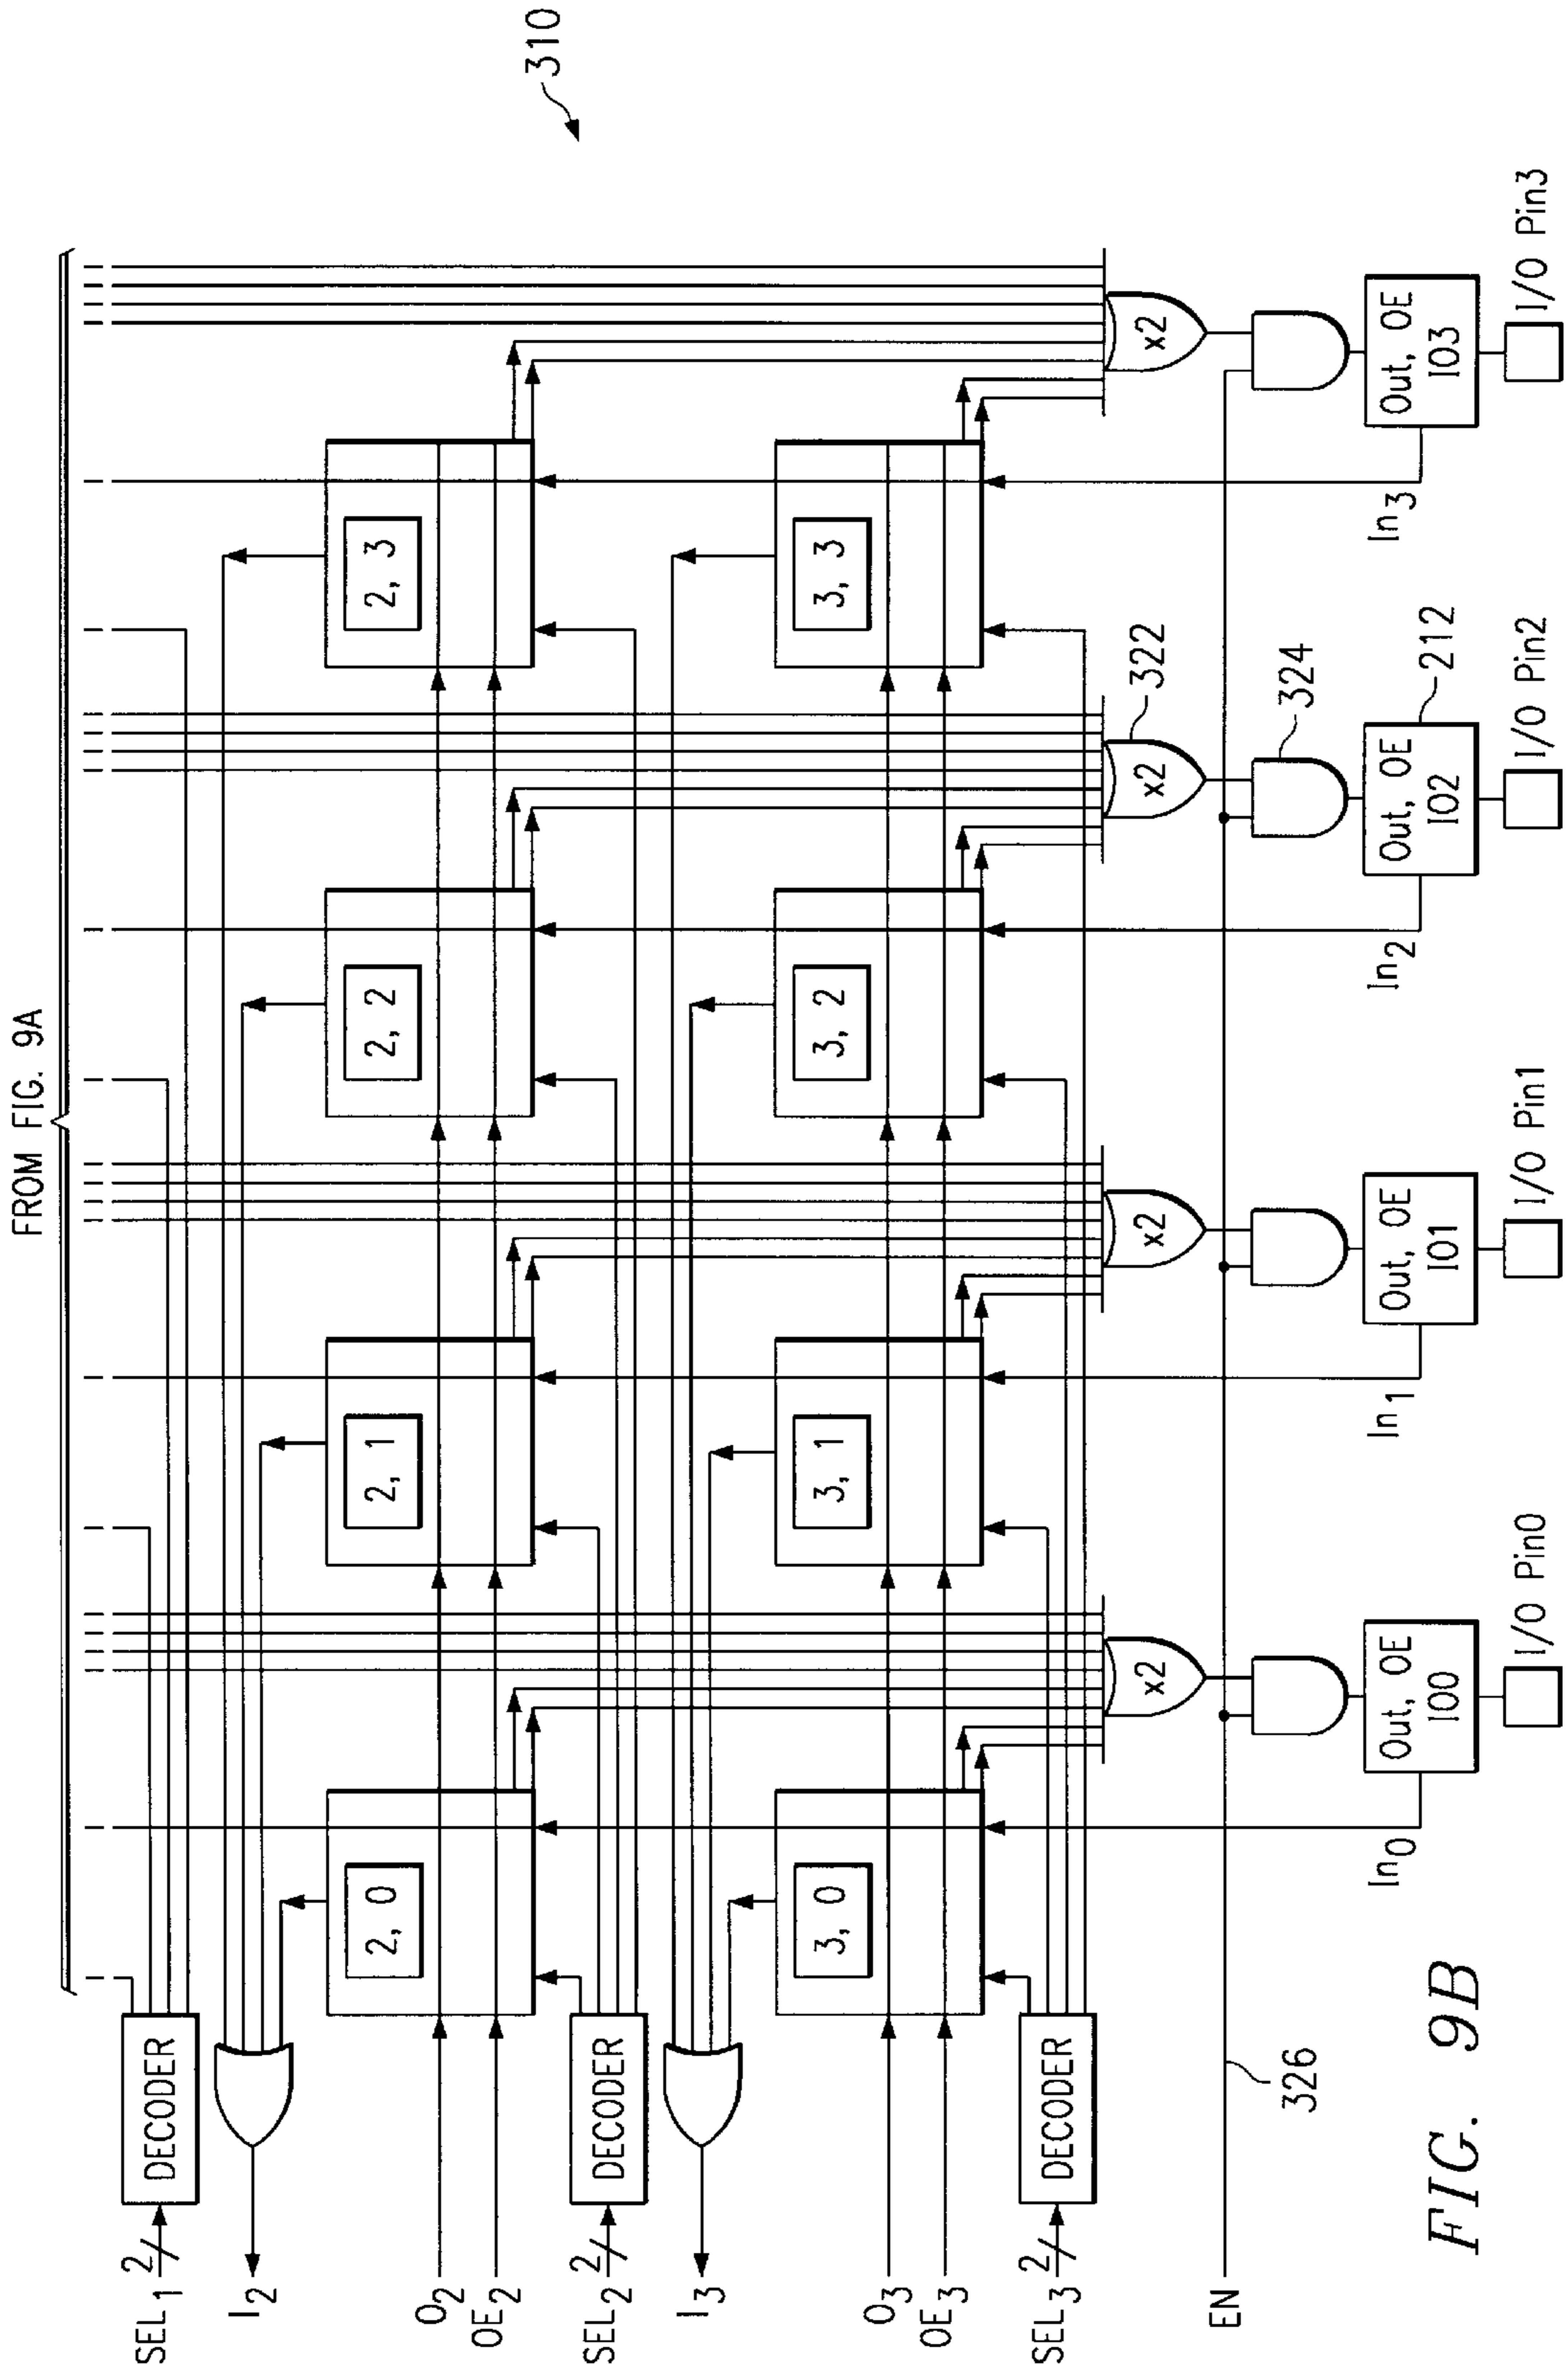 FROM FIG. 9A
310
SEL1 2
DECODER
I2
2, 0
2, 1
2, 2
2, 3
O2
OE2
SEL2 2
DECODER
I3
3, 0
3, 1
3, 2
3, 3
O3
OE3
SEL3 2
DECODER
x2
x2
x2
x2
322
EN
326
324
212
In0
Out, OE
IO0
In1
Out, OE
IO1
In2
Out, OE
IO2
In3
Out, OE
IO3
I/O Pin0
I/O Pin1
I/O Pin2
I/O Pin3
FIG. 9B